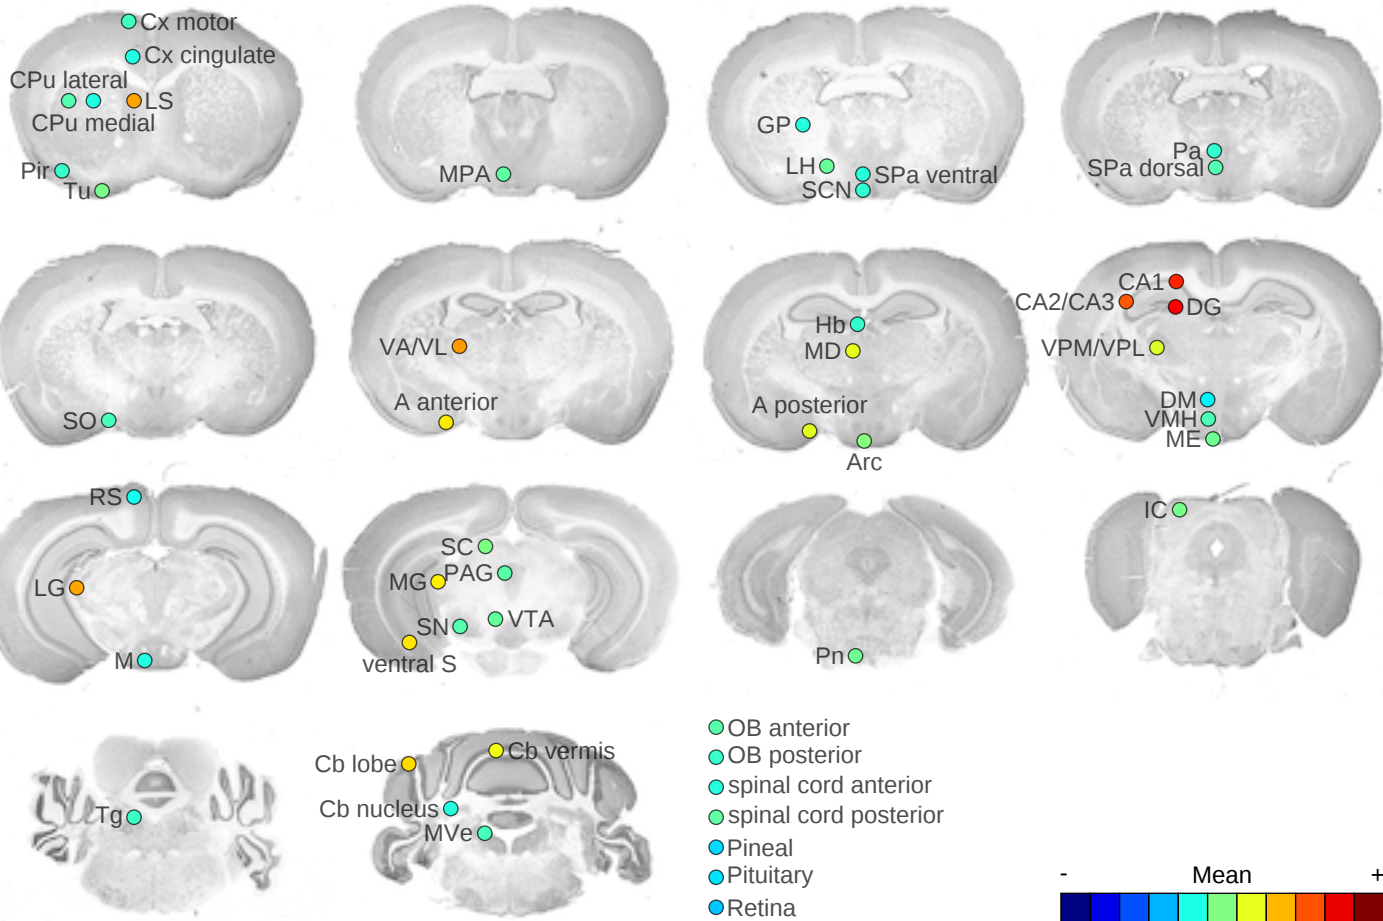 Cx motor
Cx cingulate
CPu lateral
LS
CPu medial
Pir
Tu
MPA
GP
LH
SPa ventral
SCN
Pa
SPa dorsal
SO
VA/VL
A anterior
Hb
MD
A posterior
Arc
CA1
CA2/CA3
DG
VPM/VPL
DM
VMH
ME
RS
LG
M
SC
MG
PAG
SN
VTA
ventral S
Pn
IC
Tg
Cb lobe
Cb vermis
Cb nucleus
MVe
OB anterior
OB posterior
spinal cord anterior
spinal cord posterior
Pineal
Pituitary
Retina
- Mean +